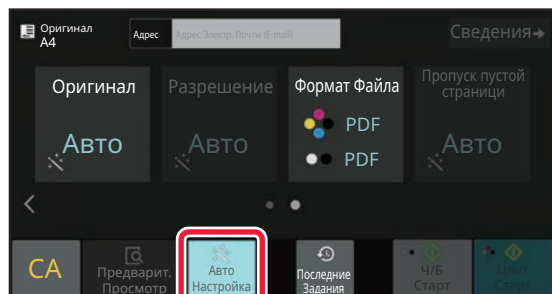 Оригинал
A4
Адрес
Адрес Электр. Почты (E-mail)
Сведения
Оригинал
Авто
Разрешение
Авто
Формат Файла
PDF
PDF
Пропуск пустой
страници
Авто
CA
Предварит.
Просмотр
Авто
Настройка
Последние
Задания
Ч/Б
Старт
Цвет
Старт